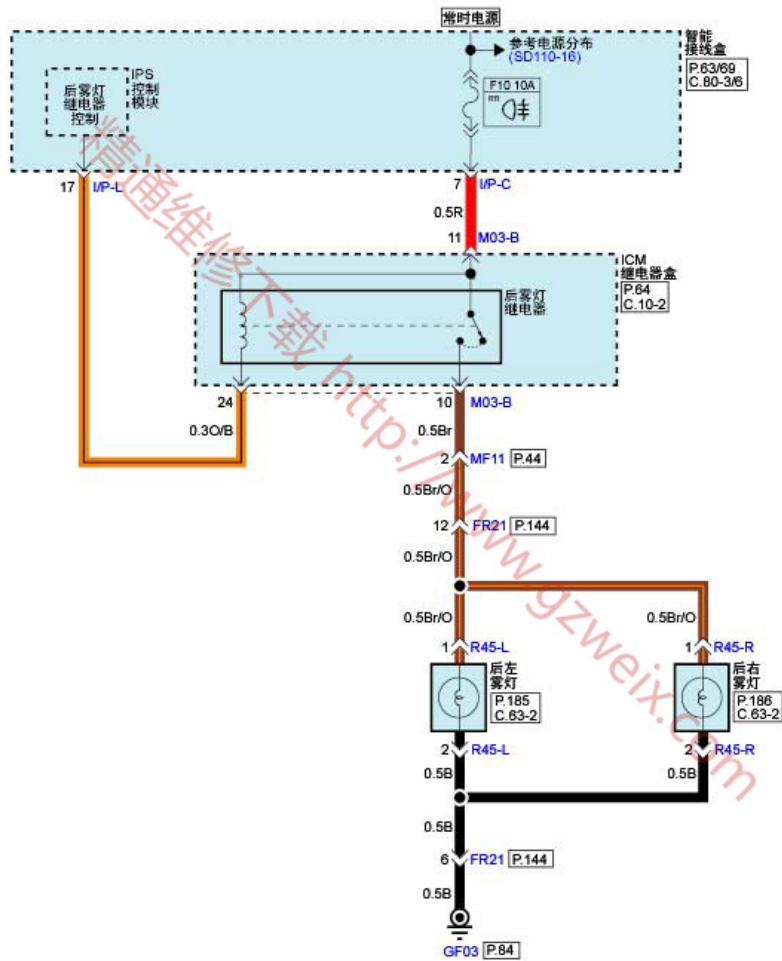 常时电源
参考电源分布
(SD110-16)
智能
接线盒
P.63/69
C.80-3/6
后雾灯
继电器
控制
IPS
控制
模块
F10 10A
17 I/P-L
7 I/P-C
0.5R
11 M03-B
ICM
继电器盒
P.64
C.10-2
后雾灯
继电器
24
10 M03-B
0.3O/B
0.5Br
2 MF11 P.44
0.5Br/O
12 FR21 P.144
0.5Br/O
0.5Br/O
0.5Br/O
1 R45-L
1 R45-R
后左
雾灯
P.185
C.63-2
后右
雾灯
P.186
C.63-2
2 R45-L
2 R45-R
0.5B
0.5B
0.5B
6 FR21 P.144
0.5B
GF03 P.84
精通维修下载 http://www.gzweix.com